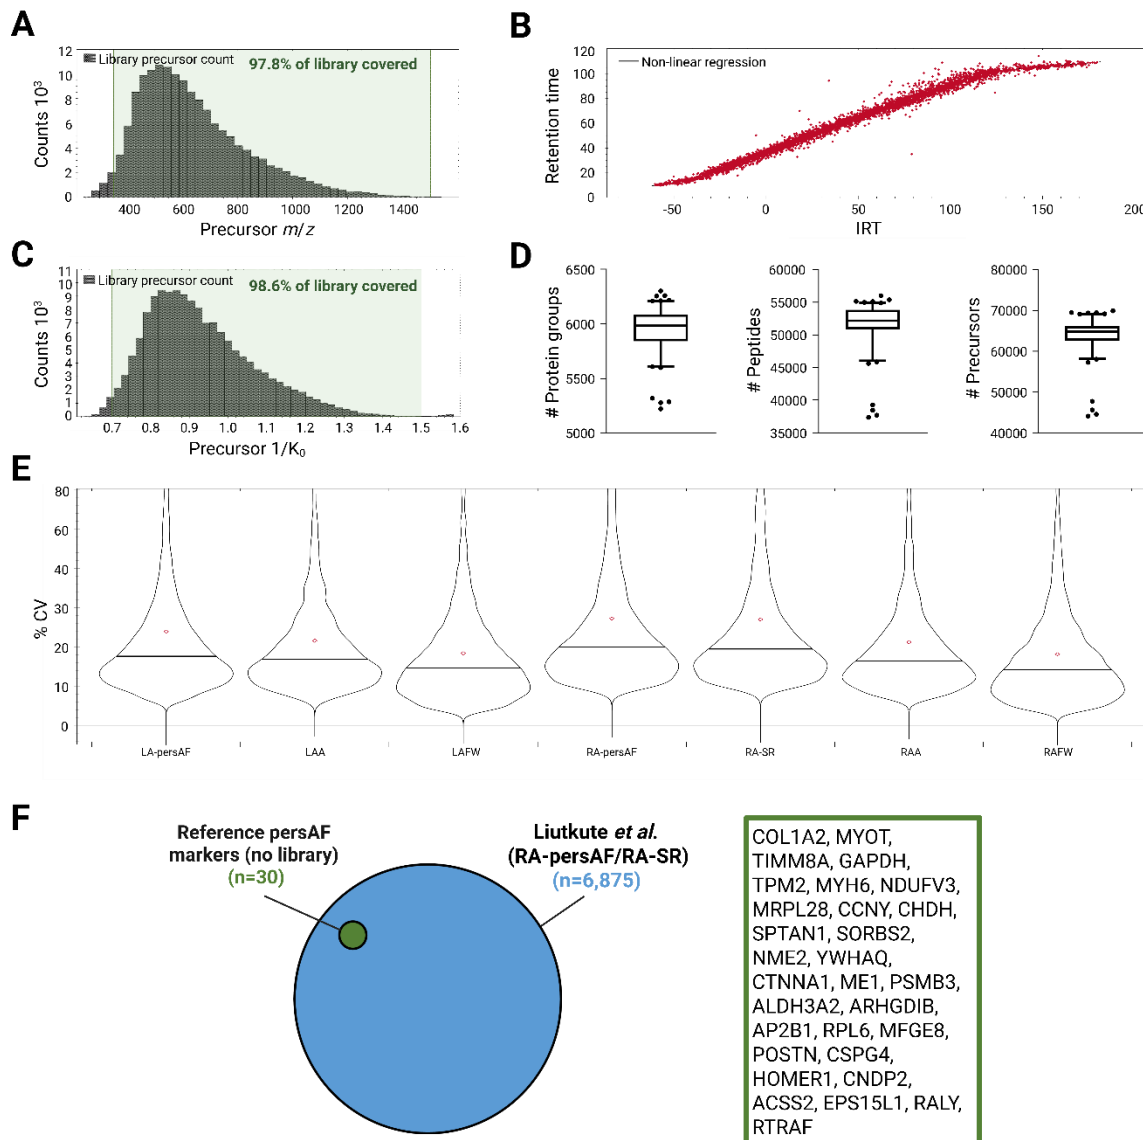 A
Counts 10³
12
10
8
6
4
2
0
Library precursor count
97.8% of library covered
400
600
800
1000
1200
1400
Precursor m/z
B
Retention time
120
100
80
60
40
20
0
Non-linear regression
-50
0
50
100
150
200
IRT
C
Counts 10³
11
10
9
8
7
6
5
4
3
2
1
0
Library precursor count
98.6% of library covered
0.7
0.8
0.9
1.0
1.1
1.2
1.3
1.4
1.5
1.6
Precursor 1/K₀
D
# Protein groups
6500
6000
5500
5000
# Peptides
60000
55000
50000
45000
40000
35000
# Precursors
80000
70000
60000
50000
40000
E
% CV
80
60
40
30
20
10
0
LA-persAF
LAA
LAFW
RA-persAF
RA-SR
RAA
RAFW
F
Reference persAF
markers (no library)
(n=30)
Liutkute et al.
(RA-persAF/RA-SR)
(n=6,875)
COL1A2, MYOT,
TIMM8A, GAPDH,
TPM2, MYH6, NDUFV3,
MRPL28, CCNY, CHDH,
SPTAN1, SORBS2,
NME2, YWHAQ,
CTNNA1, ME1, PSMB3,
ALDH3A2, ARHGDIB,
AP2B1, RPL6, MFGE8,
POSTN, CSPG4,
HOMER1, CNDP2,
ACSS2, EPS15L1, RALY,
RTRAF